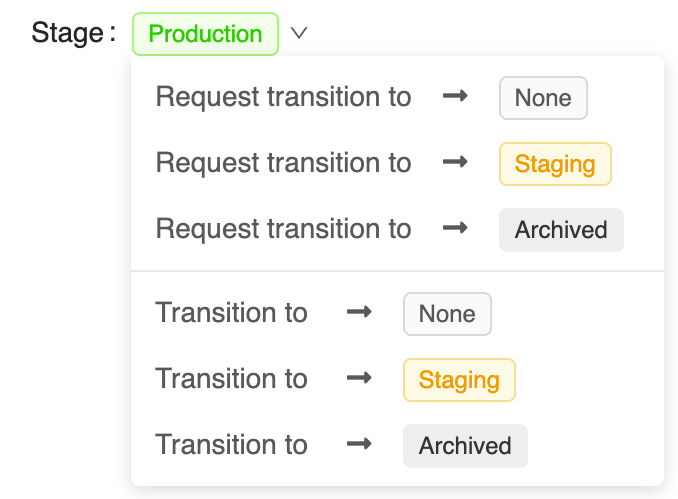 Stage: Production
Request transition to → None
Request transition to → Staging
Request transition to → Archived
Transition to → None
Transition to → Staging
Transition to → Archived